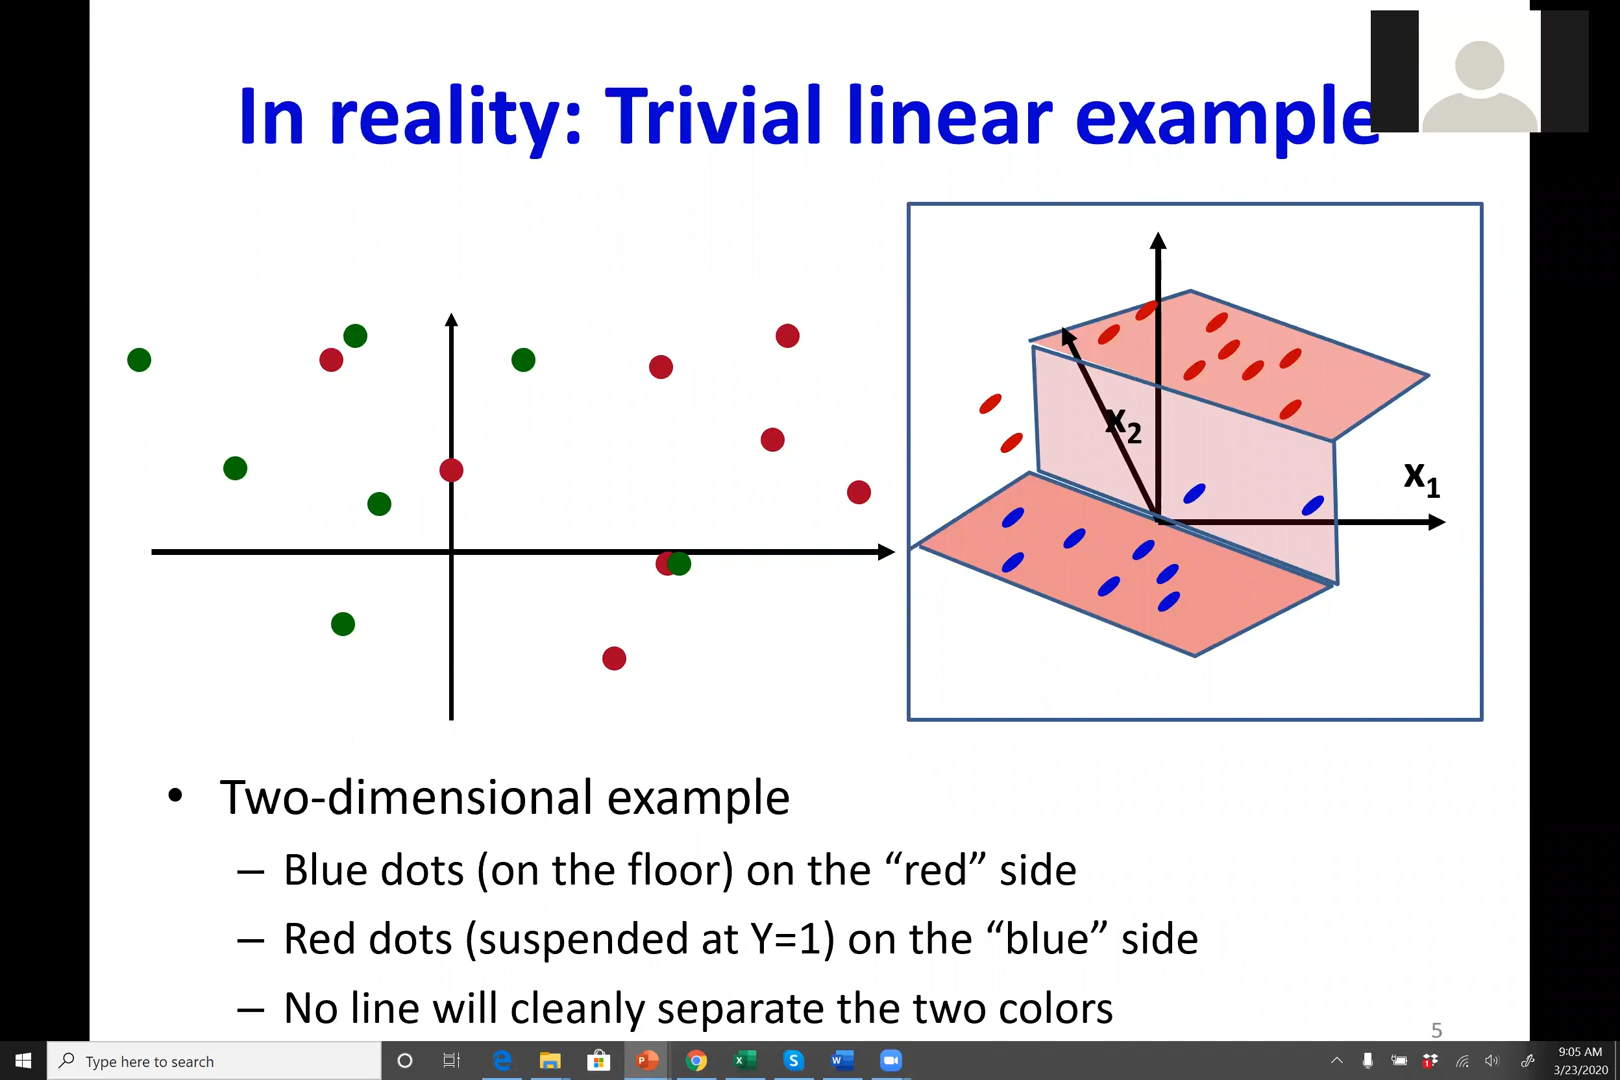 In reality: Trivial linear example
x2
x1
• Two-dimensional example
– Blue dots (on the floor) on the “red” side
– Red dots (suspended at Y=1) on the “blue” side
– No line will cleanly separate the two colors
5
Type here to search
9:05 AM
3/23/2020